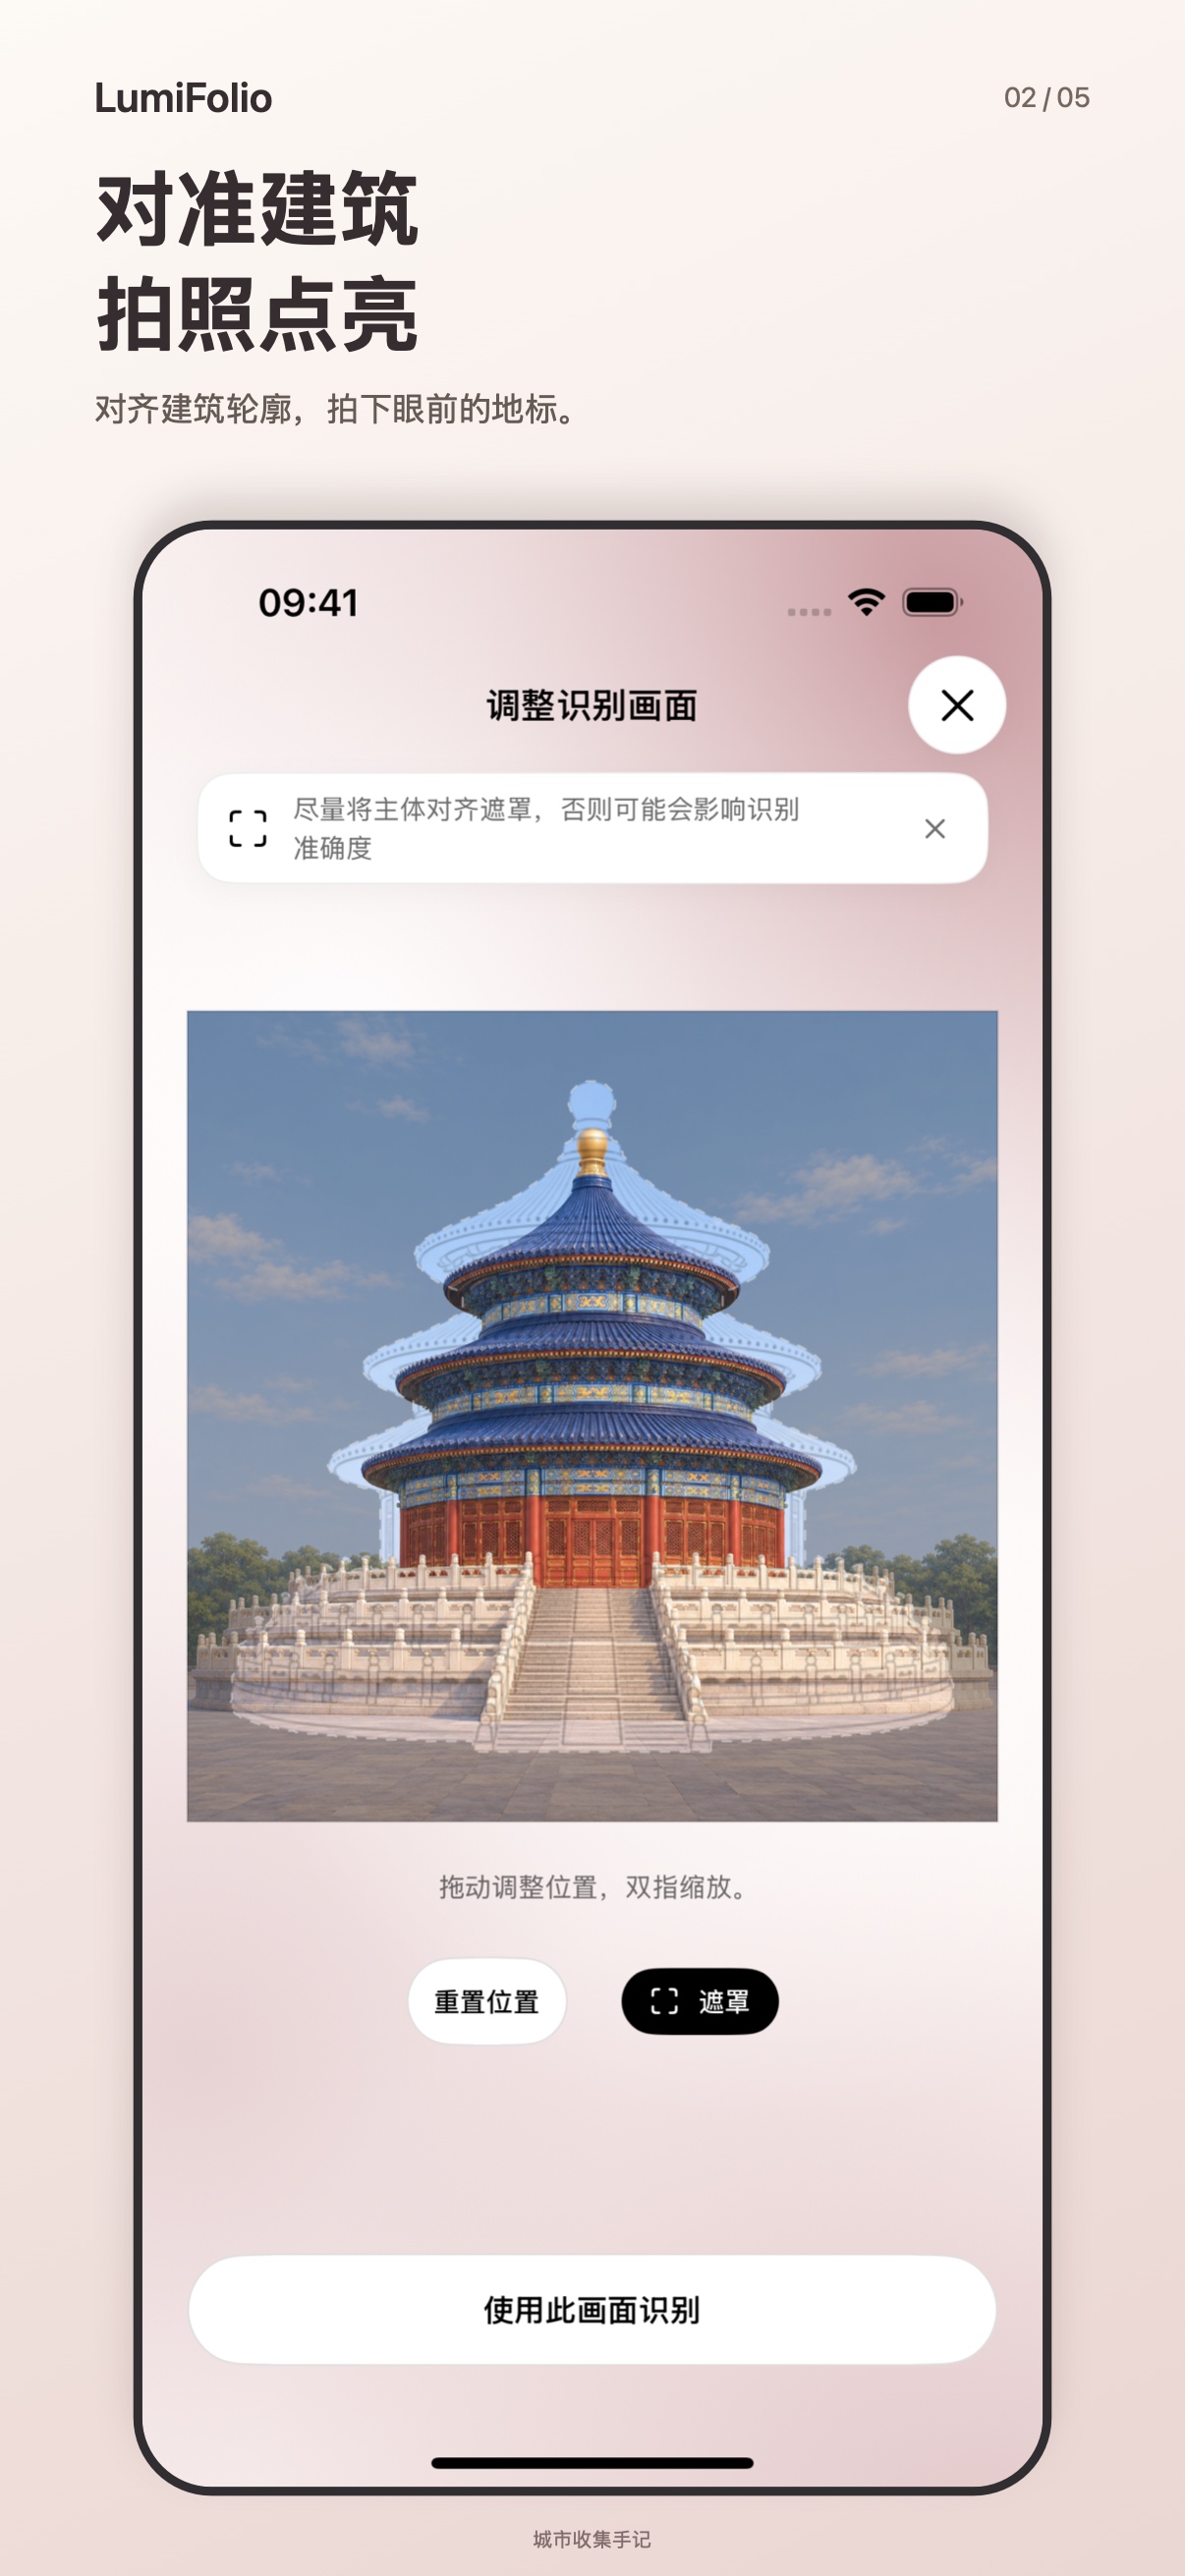 LumiFolio
02 / 05
对准建筑
拍照点亮
对齐建筑轮廓，拍下眼前的地标。
09:41
调整识别画面
尽量将主体对齐遮罩，否则可能会影响识别
准确度
拖动调整位置，双指缩放。
重置位置
遮罩
使用此画面识别
城市收集手记